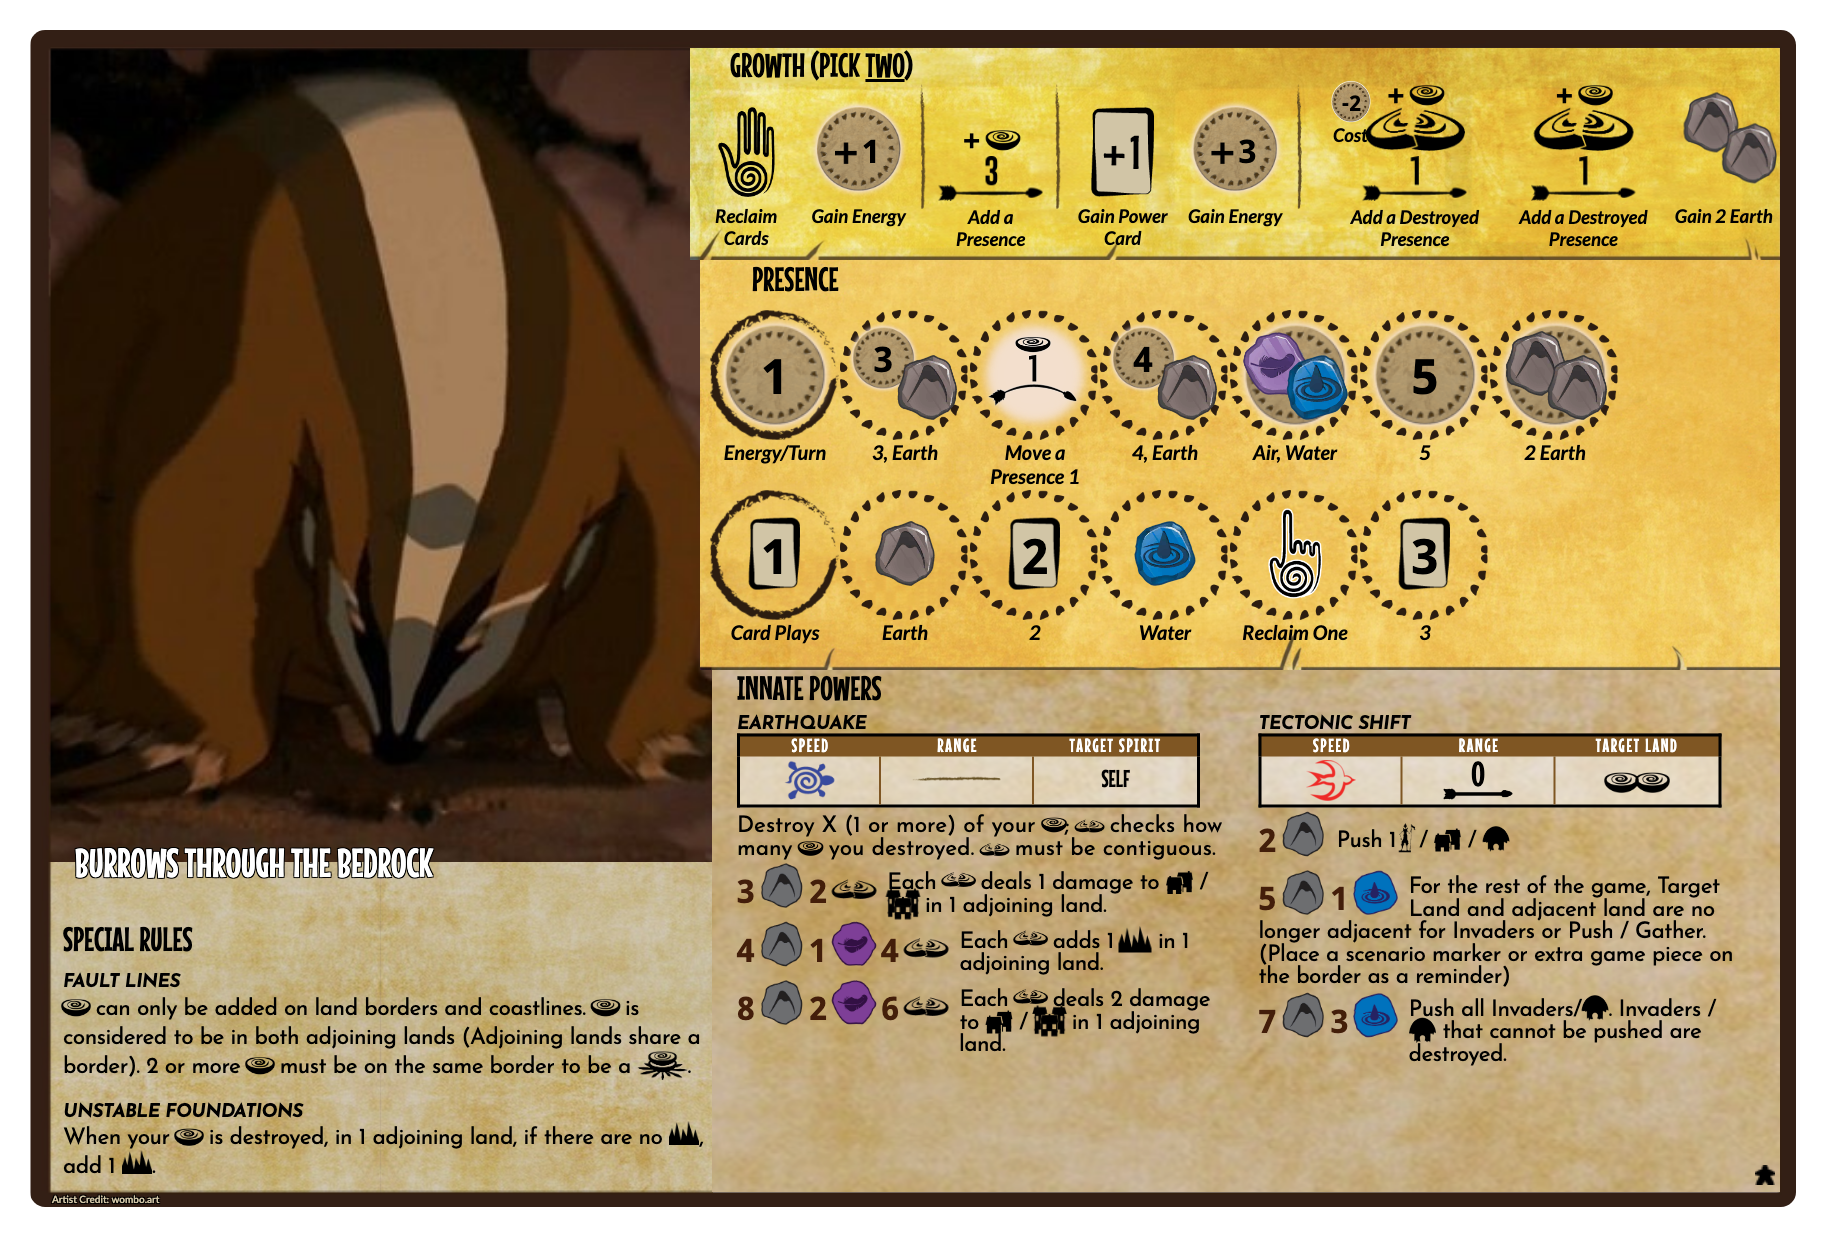 GROWTH (PICK TWO)
+1
+
3
+1
+3
-2
Cost
+
1
+
1
Reclaim
Cards
Gain Energy
Add a
Presence
Gain Power
Card
Gain Energy
Add a Destroyed
Presence
Add a Destroyed
Presence
Gain 2 Earth
PRESENCE
1
3
1
4
5
Energy/Turn
3, Earth
Move a
Presence 1
4, Earth
Air, Water
5
2 Earth
1
2
3
Card Plays
Earth
2
Water
Reclaim One
3
INNATE POWERS
EARTHQUAKE
SPEED RANGE TARGET SPIRIT
SELF
Destroy X (1 or more) of your , checks how
many you destroyed. must be contiguous.
3 2 Each deals 1 damage to /
in 1 adjoining land.
4 1 4 Each adds 1 in 1
adjoining land.
8 2 6 Each deals 2 damage
to / in 1 adjoining
land.
TECTONIC SHIFT
SPEED RANGE TARGET LAND
0
2 Push 1 / /
5 1 For the rest of the game, Target
Land and adjacent land are no
longer adjacent for Invaders or Push / Gather.
(Place a scenario marker or extra game piece on
the border as a reminder)
7 3 Push all Invaders/ . Invaders /
that cannot be pushed are
destroyed.
BURROWS THROUGH THE BEDROCK
SPECIAL RULES
FAULT LINES
can only be added on land borders and coastlines. is
considered to be in both adjoining lands (Adjoining lands share a
border). 2 or more must be on the same border to be a .
UNSTABLE FOUNDATIONS
When your is destroyed, in 1 adjoining land, if there are no ,
add 1 .
Artist Credit: wombo.art